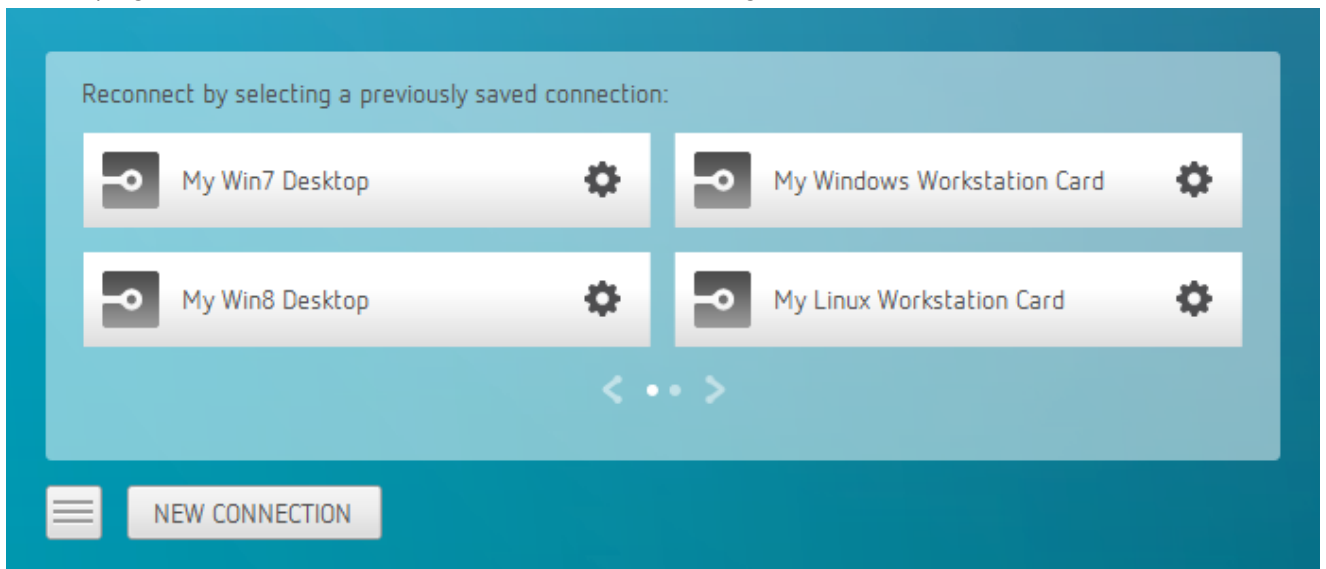 Reconnect by selecting a previously saved connection:
My Win7 Desktop
My Windows Workstation Card
My Win8 Desktop
My Linux Workstation Card
NEW CONNECTION